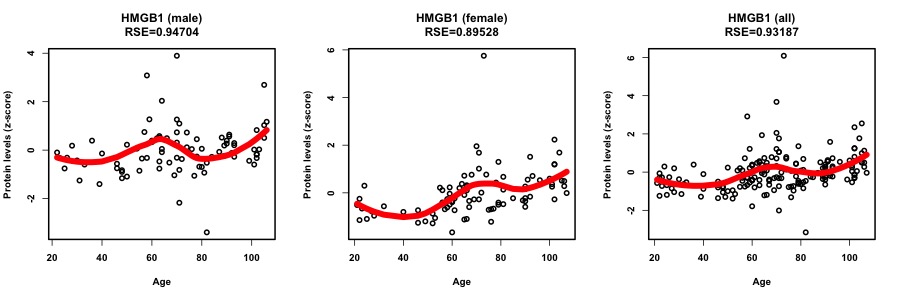 HMGB1 (male)
RSE=0.94704
Protein levels (z-score)
4
2
0
-2
20
40
60
80
100
Age
HMGB1 (female)
RSE=0.89528
Protein levels (z-score)
6
4
2
0
20
40
60
80
100
Age
HMGB1 (all)
RSE=0.93187
Protein levels (z-score)
6
4
2
0
-2
20
40
60
80
100
Age